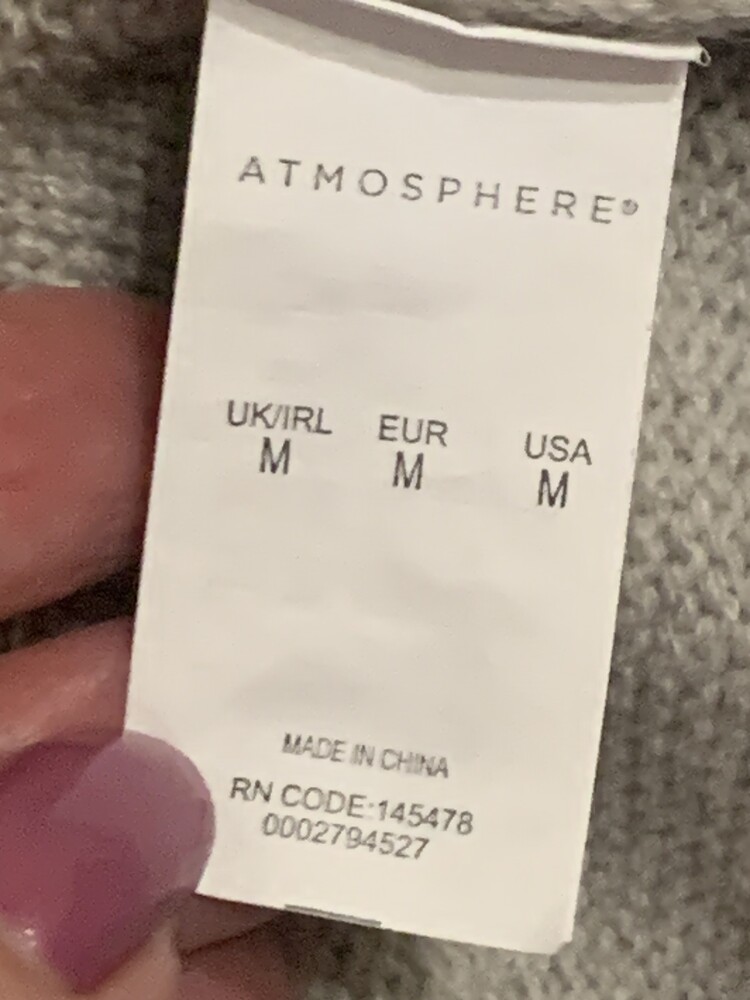 ATMOSPHERE®
UK/IRL EUR USA
M M M
MADE IN CHINA
RN CODE:145478
0002794527